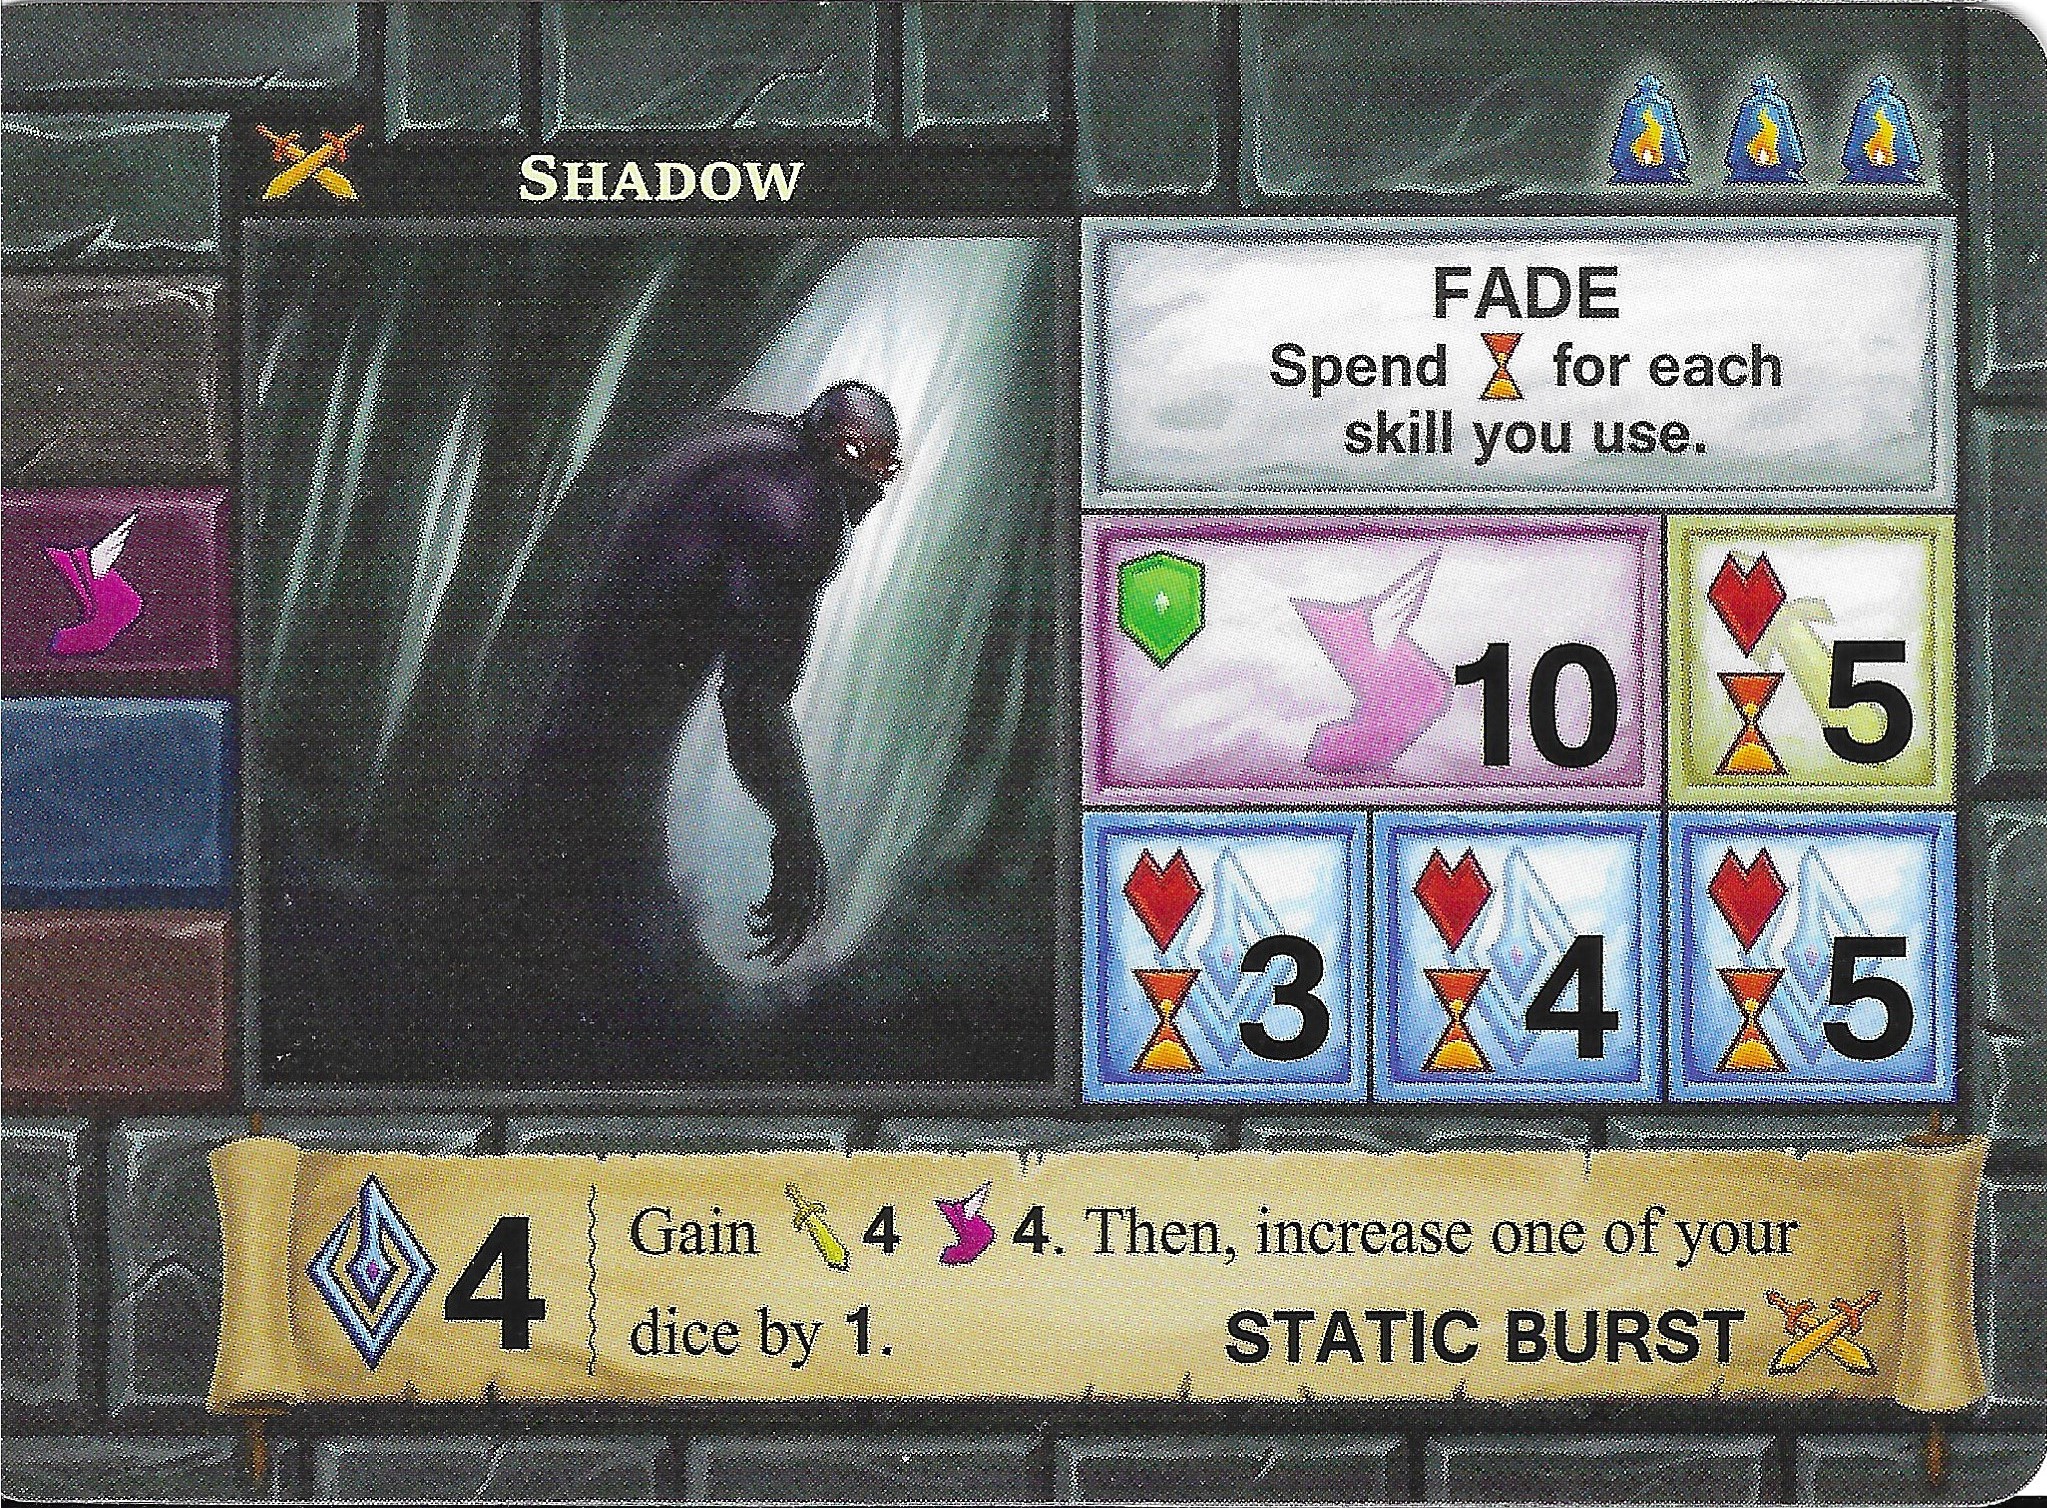 SHADOW
FADE
Spend for each
skill you use.
10
5
3
4
5
4
Gain 4 4. Then, increase one of your
dice by 1.
STATIC BURST